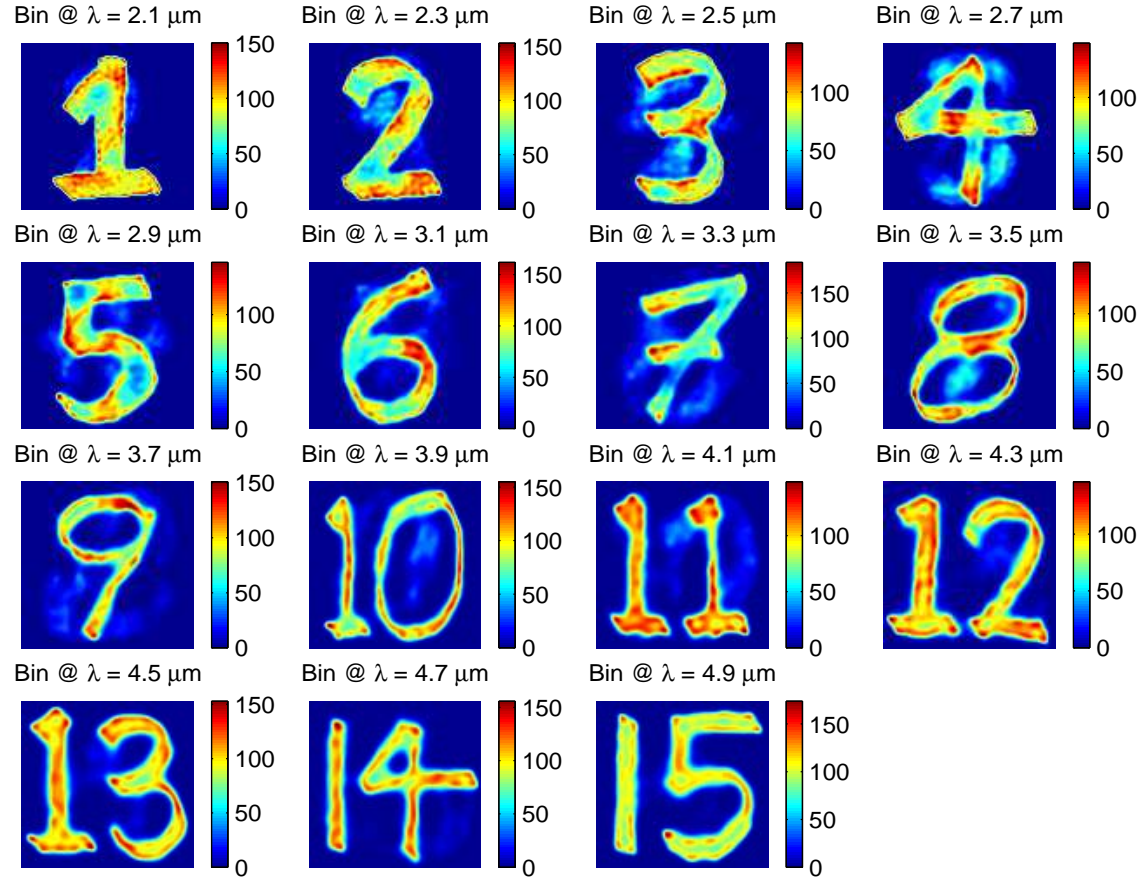 Bin @ λ = 2.1 μm Bin @ λ = 2.3 μm Bin @ λ = 2.5 μm Bin @ λ = 2.7 μm
150 150
100 100 100 100
50 50 50 50
0 0 0 0
1 2 3 4
Bin @ λ = 2.9 μm Bin @ λ = 3.1 μm Bin @ λ = 3.3 μm Bin @ λ = 3.5 μm
150 150
100 100 100 100
50 50 50 50
0 0 0 0
5 6 7 8
Bin @ λ = 3.7 μm Bin @ λ = 3.9 μm Bin @ λ = 4.1 μm Bin @ λ = 4.3 μm
150 150
100 100 100 100
50 50 50 50
0 0 0 0
9 10 11 12
Bin @ λ = 4.5 μm Bin @ λ = 4.7 μm Bin @ λ = 4.9 μm
150 150 150
100 100 100
50 50 50
0 0 0
13 14 15